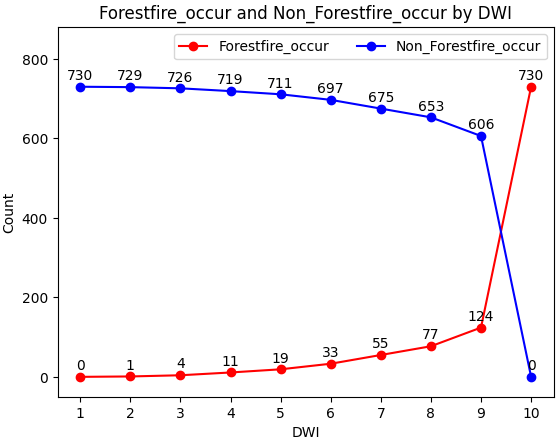 Forestfire_occur and Non_Forestfire_occur by DWI
Forestfire_occur Non_Forestfire_occur
730 729 726 719 711 697 675 653 606 730
0 1 4 11 19 33 55 77 124 0
800
600
400
200
0
Count
1 2 3 4 5 6 7 8 9 10
DWI